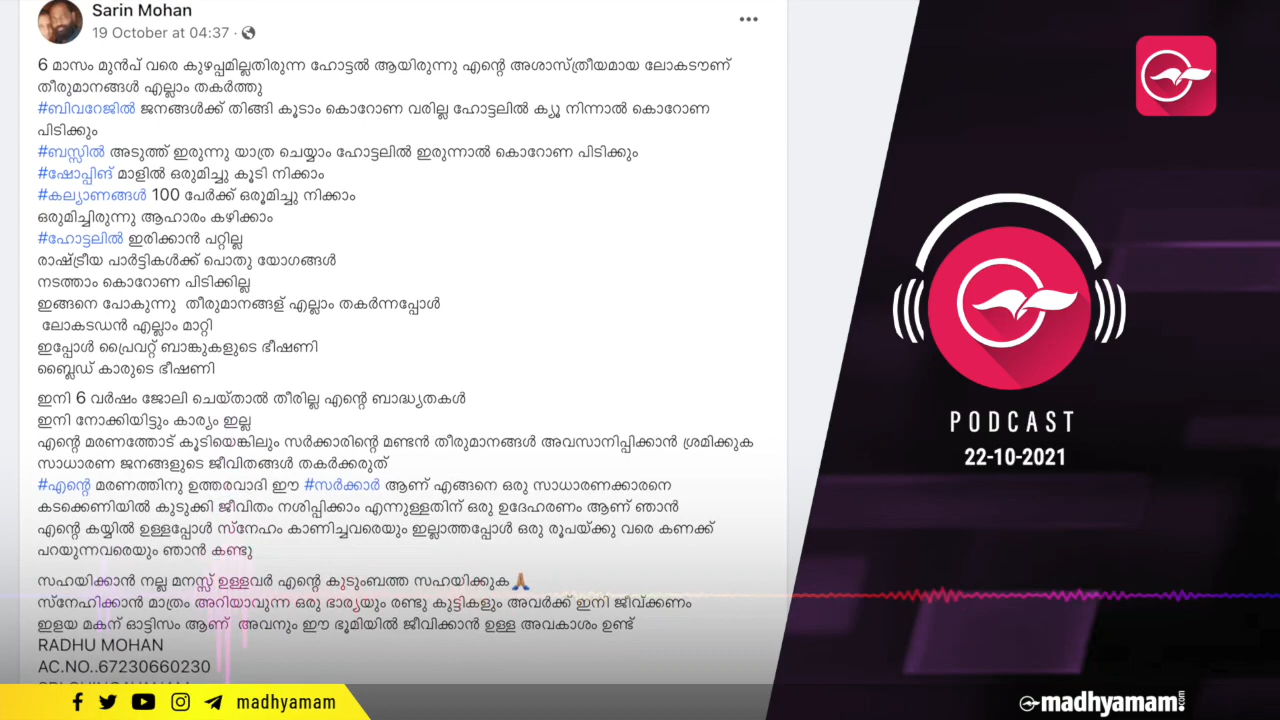 Sarin Mohan
19 October at 04:37 ·
6 മാസം മുൻപ് വരെ കുഴപ്പമില്ലതിരുന്ന ഹോട്ടൽ ആയിരുന്നു എന്റെ അശാസ്ത്രീയമായ ലോകടൗണ്
തീരുമാനങ്ങൾ എല്ലാം തകർത്തു
#ബിവറേജിൽ ജനങ്ങൾക്ക് തിങ്ങി കൂടാം കൊറോണ വരില്ല ഹോട്ടലിൽ ക്യൂ നിന്നാൽ കൊറോണ
പിടിക്കും
#ബസ്സിൽ അടുത്ത് ഇരുന്നു യാത്ര ചെയ്യാം ഹോട്ടലിൽ ഇരുന്നാൽ കൊറോണ പിടിക്കും
#ഷോപ്പിങ് മാളിൽ ഒരുമിച്ചു കൂടി നിക്കാം
#കല്യാണങ്ങൾ 100 പേർക്ക് ഒരൂമിച്ചു നിക്കാം
ഒരുമിച്ചിരുന്നു ആഹാരം കഴിക്കാം
#ഹോട്ടലിൽ ഇരിക്കാൻ പറ്റില്ല
രാഷ്ട്രീയ പാർട്ടികൾക്ക് പൊതു യോഗങ്ങൾ
നടത്താം കൊറോണ പിടിക്കില്ല
ഇങ്ങനെ പോകുന്നു തീരുമാനങ്ങള് എല്ലാം തകർന്നപ്പോൾ
ലോകടഡൻ എല്ലാം മാറ്റി
ഇപ്പോൾ പ്രൈവറ്റ് ബാങ്കുകളുടെ ഭീഷണി
ബ്ലൈഡ് കാരുടെ ഭീഷണി
ഇനി 6 വർഷം ജോലി ചെയ്താൽ തീരില്ല എന്റെ ബാദ്ധ്യതകൾ
ഇനി നോക്കിയിട്ടും കാര്യം ഇല്ല
എന്റെ മരണത്തോട് കൂടിയെങ്കിലും സർക്കാരിന്റെ മണ്ടൻ തീരുമാനങ്ങൾ അവസാനിപ്പിക്കാൻ ശ്രമിക്കുക
സാധാരണ ജനങ്ങളുടെ ജീവിതങ്ങൾ തകർക്കരുത്
#എന്റെ മരണത്തിനു ഉത്തരവാദി ഈ #സർക്കാർ ആണ് എങ്ങനെ ഒരു സാധാരണക്കാരനെ
കടക്കെണിയിൽ കുടുക്കി ജീവിതം നശിപ്പിക്കാം എന്നുള്ളതിന് ഒരു ഉദേഹരണം ആണ് ഞാൻ
എന്റെ കയ്യിൽ ഉള്ളപ്പോൾ സ്നേഹം കാണിച്ചവരെയും ഇല്ലാത്തപ്പോൾ ഒരു രൂപയ്ക്കു വരെ കണക്ക്
പറയുന്നവരെയും ഞാൻ കണ്ടു
സഹയിക്കാൻ നല്ല മനസ്സ് ഉള്ളവർ എന്റെ കുടുംബത്ത സഹയിക്കുക🙏🏽
സ്നേഹിക്കാൻ മാത്രം അറിയാവുന്ന ഒരു ഭാര്യയും രണ്ടു കുട്ടികളും അവർക്ക് ഇനി ജീവ്ക്കണം
ഇളയ മകന് ഓട്ടിസം ആണ് അവനും ഈ ഭൂമിയിൽ ജീവിക്കാൻ ഉള്ള അവകാശം ഉണ്ട്
RADHU MOHAN
AC.NO..67230660230
madhyamam
PODCAST
22-10-2021
madhyamam.com